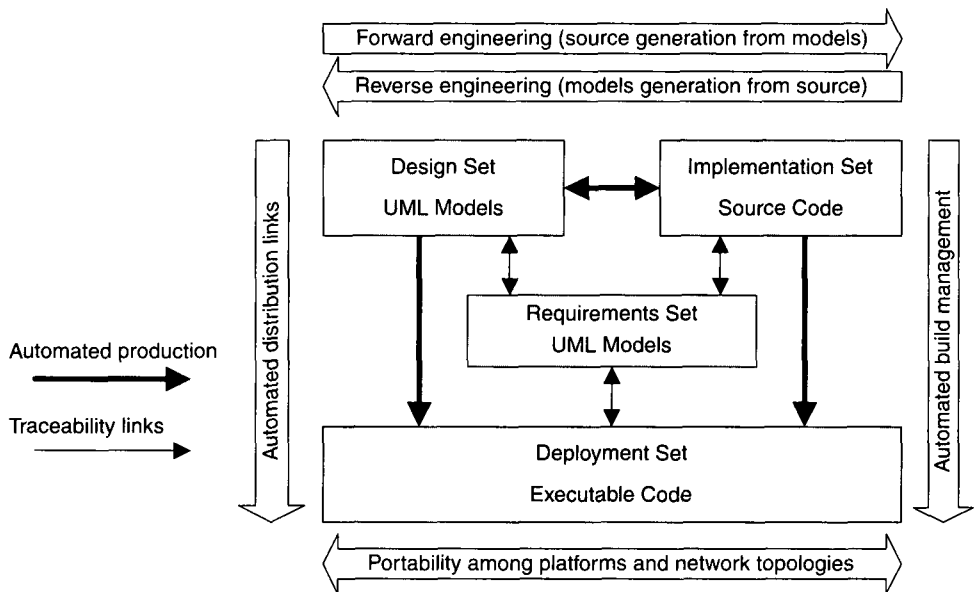 Forward engineering (source generation from models)
Reverse engineering (models generation from source)
Design Set
UML Models
Implementation Set
Source Code
Automated distribution links
Automated build management
Requirements Set
UML Models
Automated production
Traceability links
Deployment Set
Executable Code
Portability among platforms and network topologies